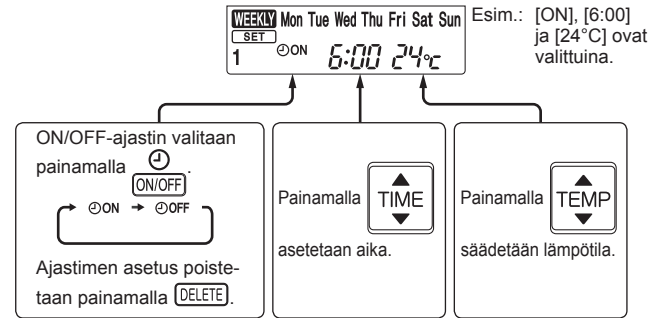 WEEKLY Mon Tue Wed Thu Fri Sat Sun
SET
1 ON 6:00 24°C
Esim.: [ON], [6:00]
ja [24°C] ovat
valittuina.
ON/OFF-ajastin valitaan
painamalla
ON/OFF.
ON → OFF
Ajastimen asetus poiste-
taan painamalla DELETE.
Painamalla TIME
asetetaan aika.
Painamalla TEMP
säädetään lämpötila.